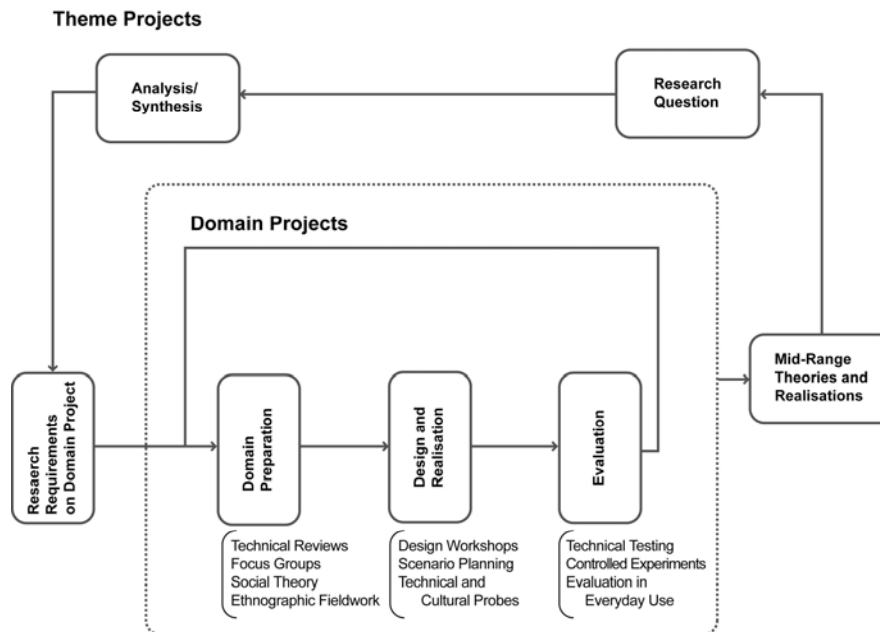 Theme Projects
Analysis/
Synthesis
Research
Question
Domain Projects
Mid-Range
Theories and
Realisations
Resaerch
Requirements
on Domain Project
Domain
Preparation
Design and
Realisation
Evaluation
Technical Reviews
Focus Groups
Social Theory
Ethnographic Fieldwork
Design Workshops
Scenario Planning
Technical and
Cultural Probes
Technical Testing
Controlled Experiments
Evaluation in
Everyday Use